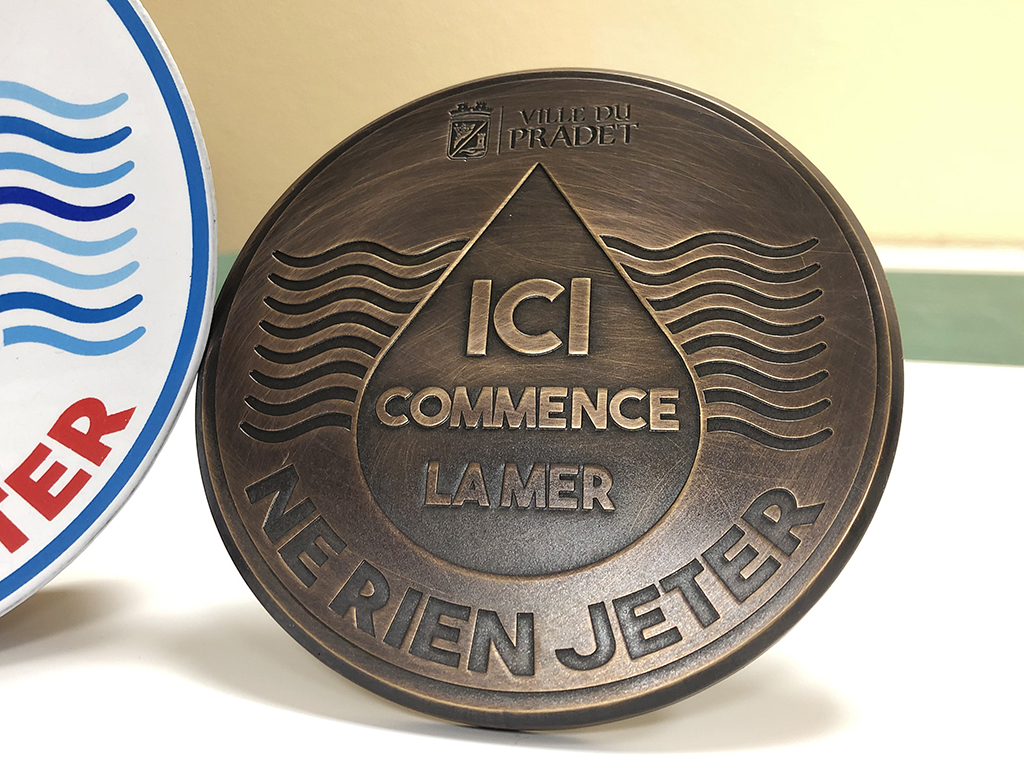 VILLE DU
PRADET
ICI
COMMENCE
LA MER
NE RIEN JETER
TER